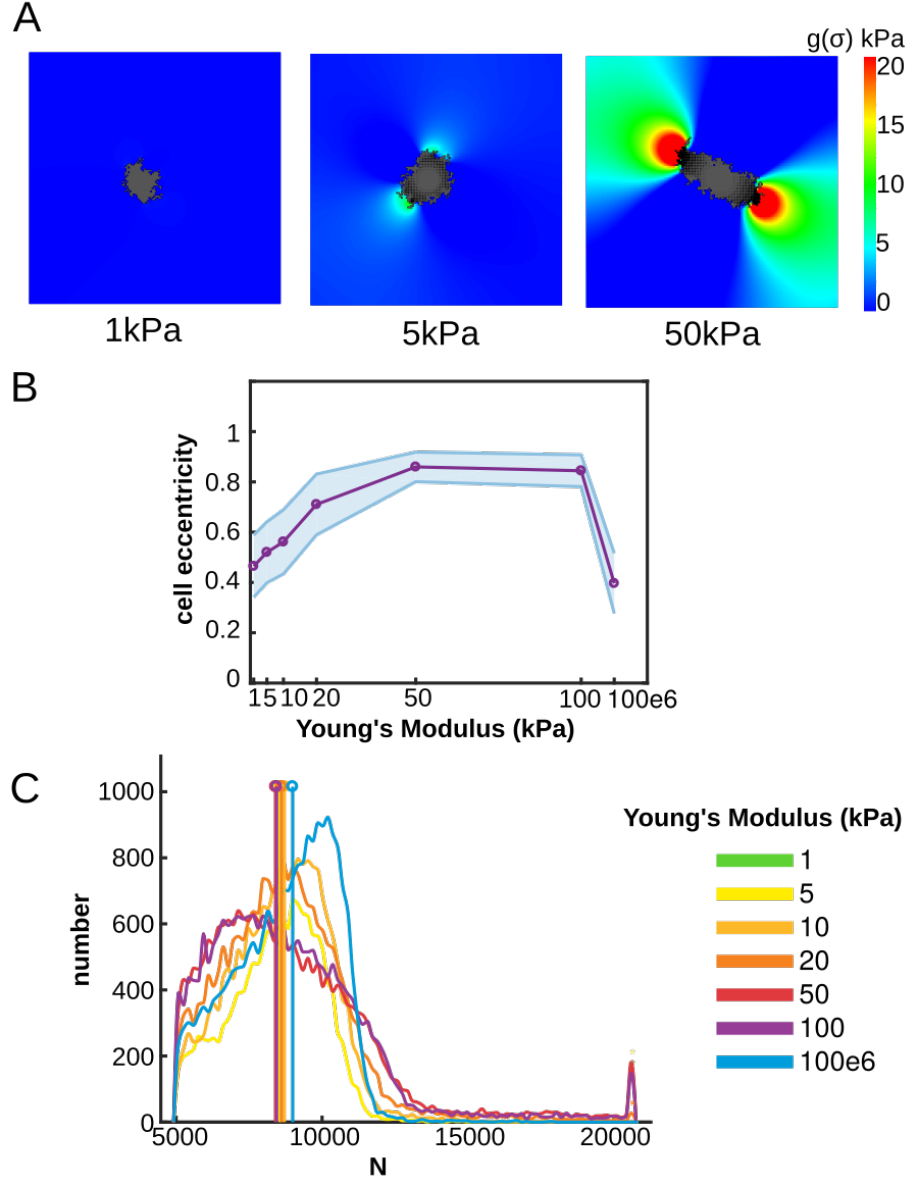 A
g(σ) kPa
20
15
10
5
0
1kPa
5kPa
50kPa
B
cell eccentricity
1
0.8
0.6
0.4
0.2
0
15 10 20 50 100 100e6
Young's Modulus (kPa)
C
number
1000
800
600
400
200
0
5000 10000 15000 20000
N
Young's Modulus (kPa)
1
5
10
20
50
100
100e6